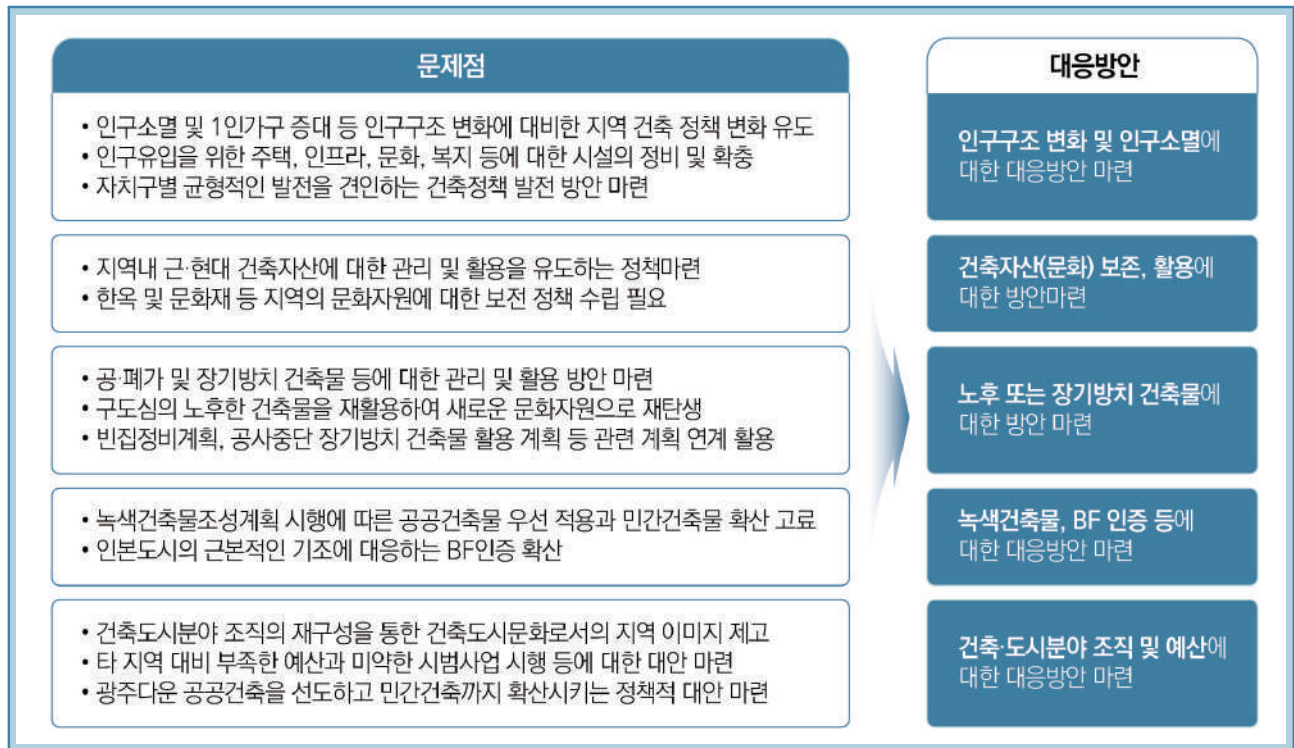 문제점
• 인구소멸 및 1인가구 증대 등 인구구조 변화에 대비한 지역 건축 정책 변화 유도
• 인구유입을 위한 주택, 인프라, 문화, 복지 등에 대한 시설의 정비 및 확충
• 자치구별 균형적인 발전을 견인하는 건축정책 발전 방안 마련
• 지역내 근·현대 건축자산에 대한 관리 및 활용을 유도하는 정책마련
• 한옥 및 문화재 등 지역의 문화자원에 대한 보전 정책 수립 필요
• 공·폐가 및 장기방치 건축물 등에 대한 관리 및 활용 방안 마련
• 구도심의 노후한 건축물을 재활용하여 새로운 문화자원으로 재탄생
• 빈집정비계획, 공사중단 장기방치 건축물 활용 계획 등 관련 계획 연계 활용
• 녹색건축물조성계획 시행에 따른 공공건축물 우선 적용과 민간건축물 확산 고료
• 인본도시의 근본적인 기조에 대응하는 BF인증 확산
• 건축도시분야 조직의 재구성을 통한 건축도시문화로서의 지역 이미지 제고
• 타 지역 대비 부족한 예산과 미약한 시범사업 시행 등에 대한 대안 마련
• 광주다운 공공건축을 선도하고 민간건축까지 확산시키는 정책적 대안 마련
대응방안
인구구조 변화 및 인구소멸에
대한 대응방안 마련
건축자산(문화) 보존, 활용에
대한 방안마련
노후 또는 장기방치 건축물에
대한 방안 마련
녹색건축물, BF 인증 등에
대한 대응방안 마련
건축·도시분야 조직 및 예산에
대한 대응방안 마련